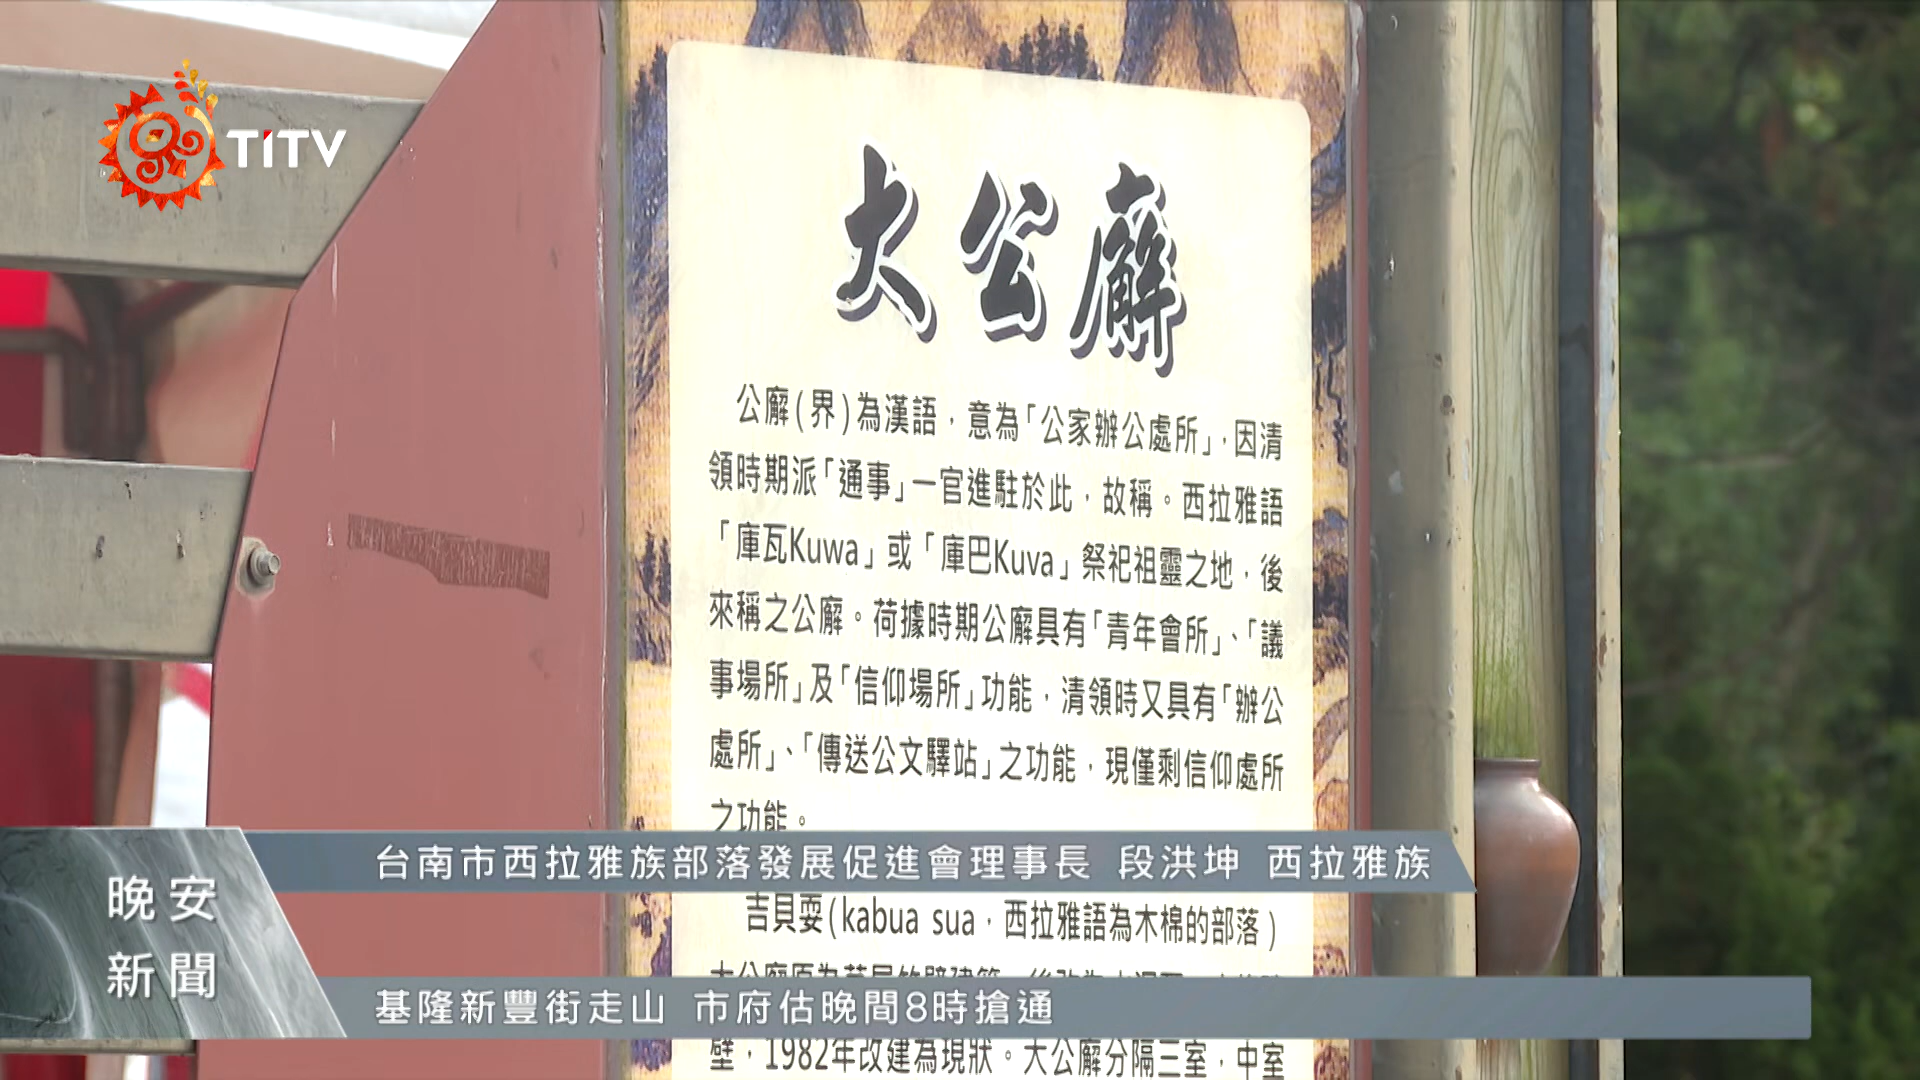 TITV
大公廨
公廨(界)為漢語，意為「公家辦公處所」，因清
領時期派「通事」一官進駐於此，故稱。西拉雅語
「庫瓦Kuwa」或「庫巴Kuva」祭祀祖靈之地，後
來稱之公廨。荷據時期公廨具有「青年會所」、「議
事場所」及「信仰場所」功能，清領時又具有「辦公
處所」、「傳送公文驛站」之功能，現僅剩信仰處所
之功能。
台南市西拉雅族部落發展促進會理事長 段洪坤 西拉雅族
吉貝耍(kabua sua，西拉雅語為木棉的部落)
晚安
新聞
基隆新豐街走山 市府估晚間8時搶通
壁，1982年改建為現狀。大公廨分隔三室，中室